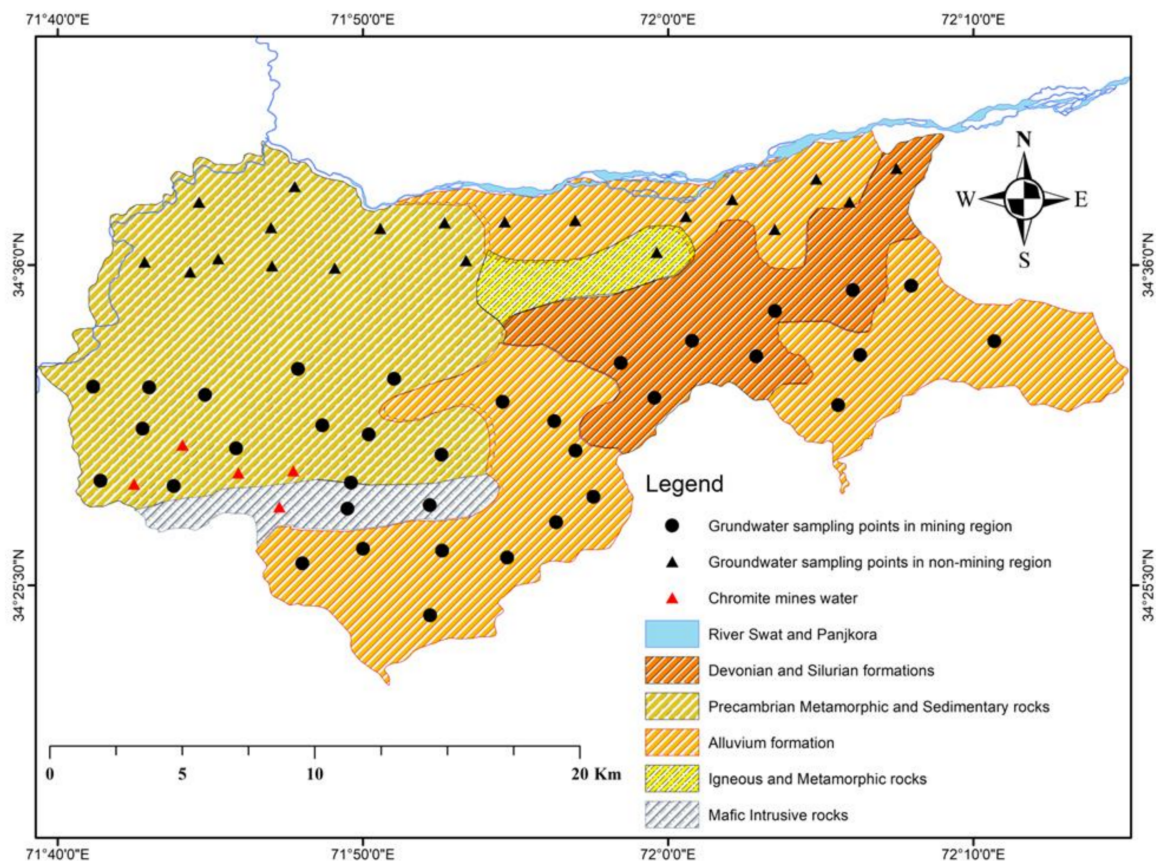 71°40'0"E 71°50'0"E 72°0'0"E 72°10'0"E
N
W E
S
34°36'0"N 34°36'0"N
34°25'30"N 34°25'30"N
Legend
Grundwater sampling points in mining region
Groundwater sampling points in non-mining region
Chromite mines water
River Swat and Panjkora
Devonian and Silurian formations
Precambrian Metamorphic and Sedimentary rocks
Alluvium formation
Igneous and Metamorphic rocks
Mafic Intrusive rocks
0 5 10 20 Km
71°40'0"E 71°50'0"E 72°0'0"E 72°10'0"E